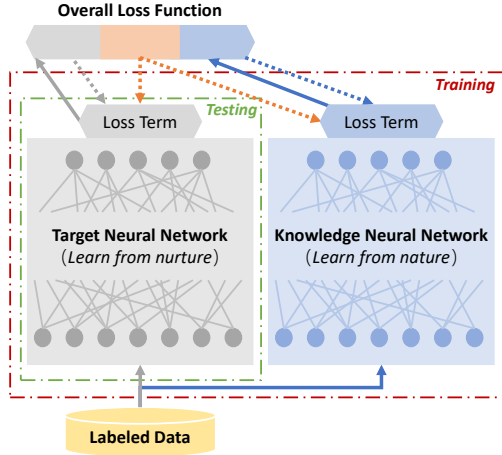 Overall Loss Function
Training
Testing
Loss Term
Loss Term
Target Neural Network
（Learn from nurture）
Knowledge Neural Network
（Learn from nature）
Labeled Data